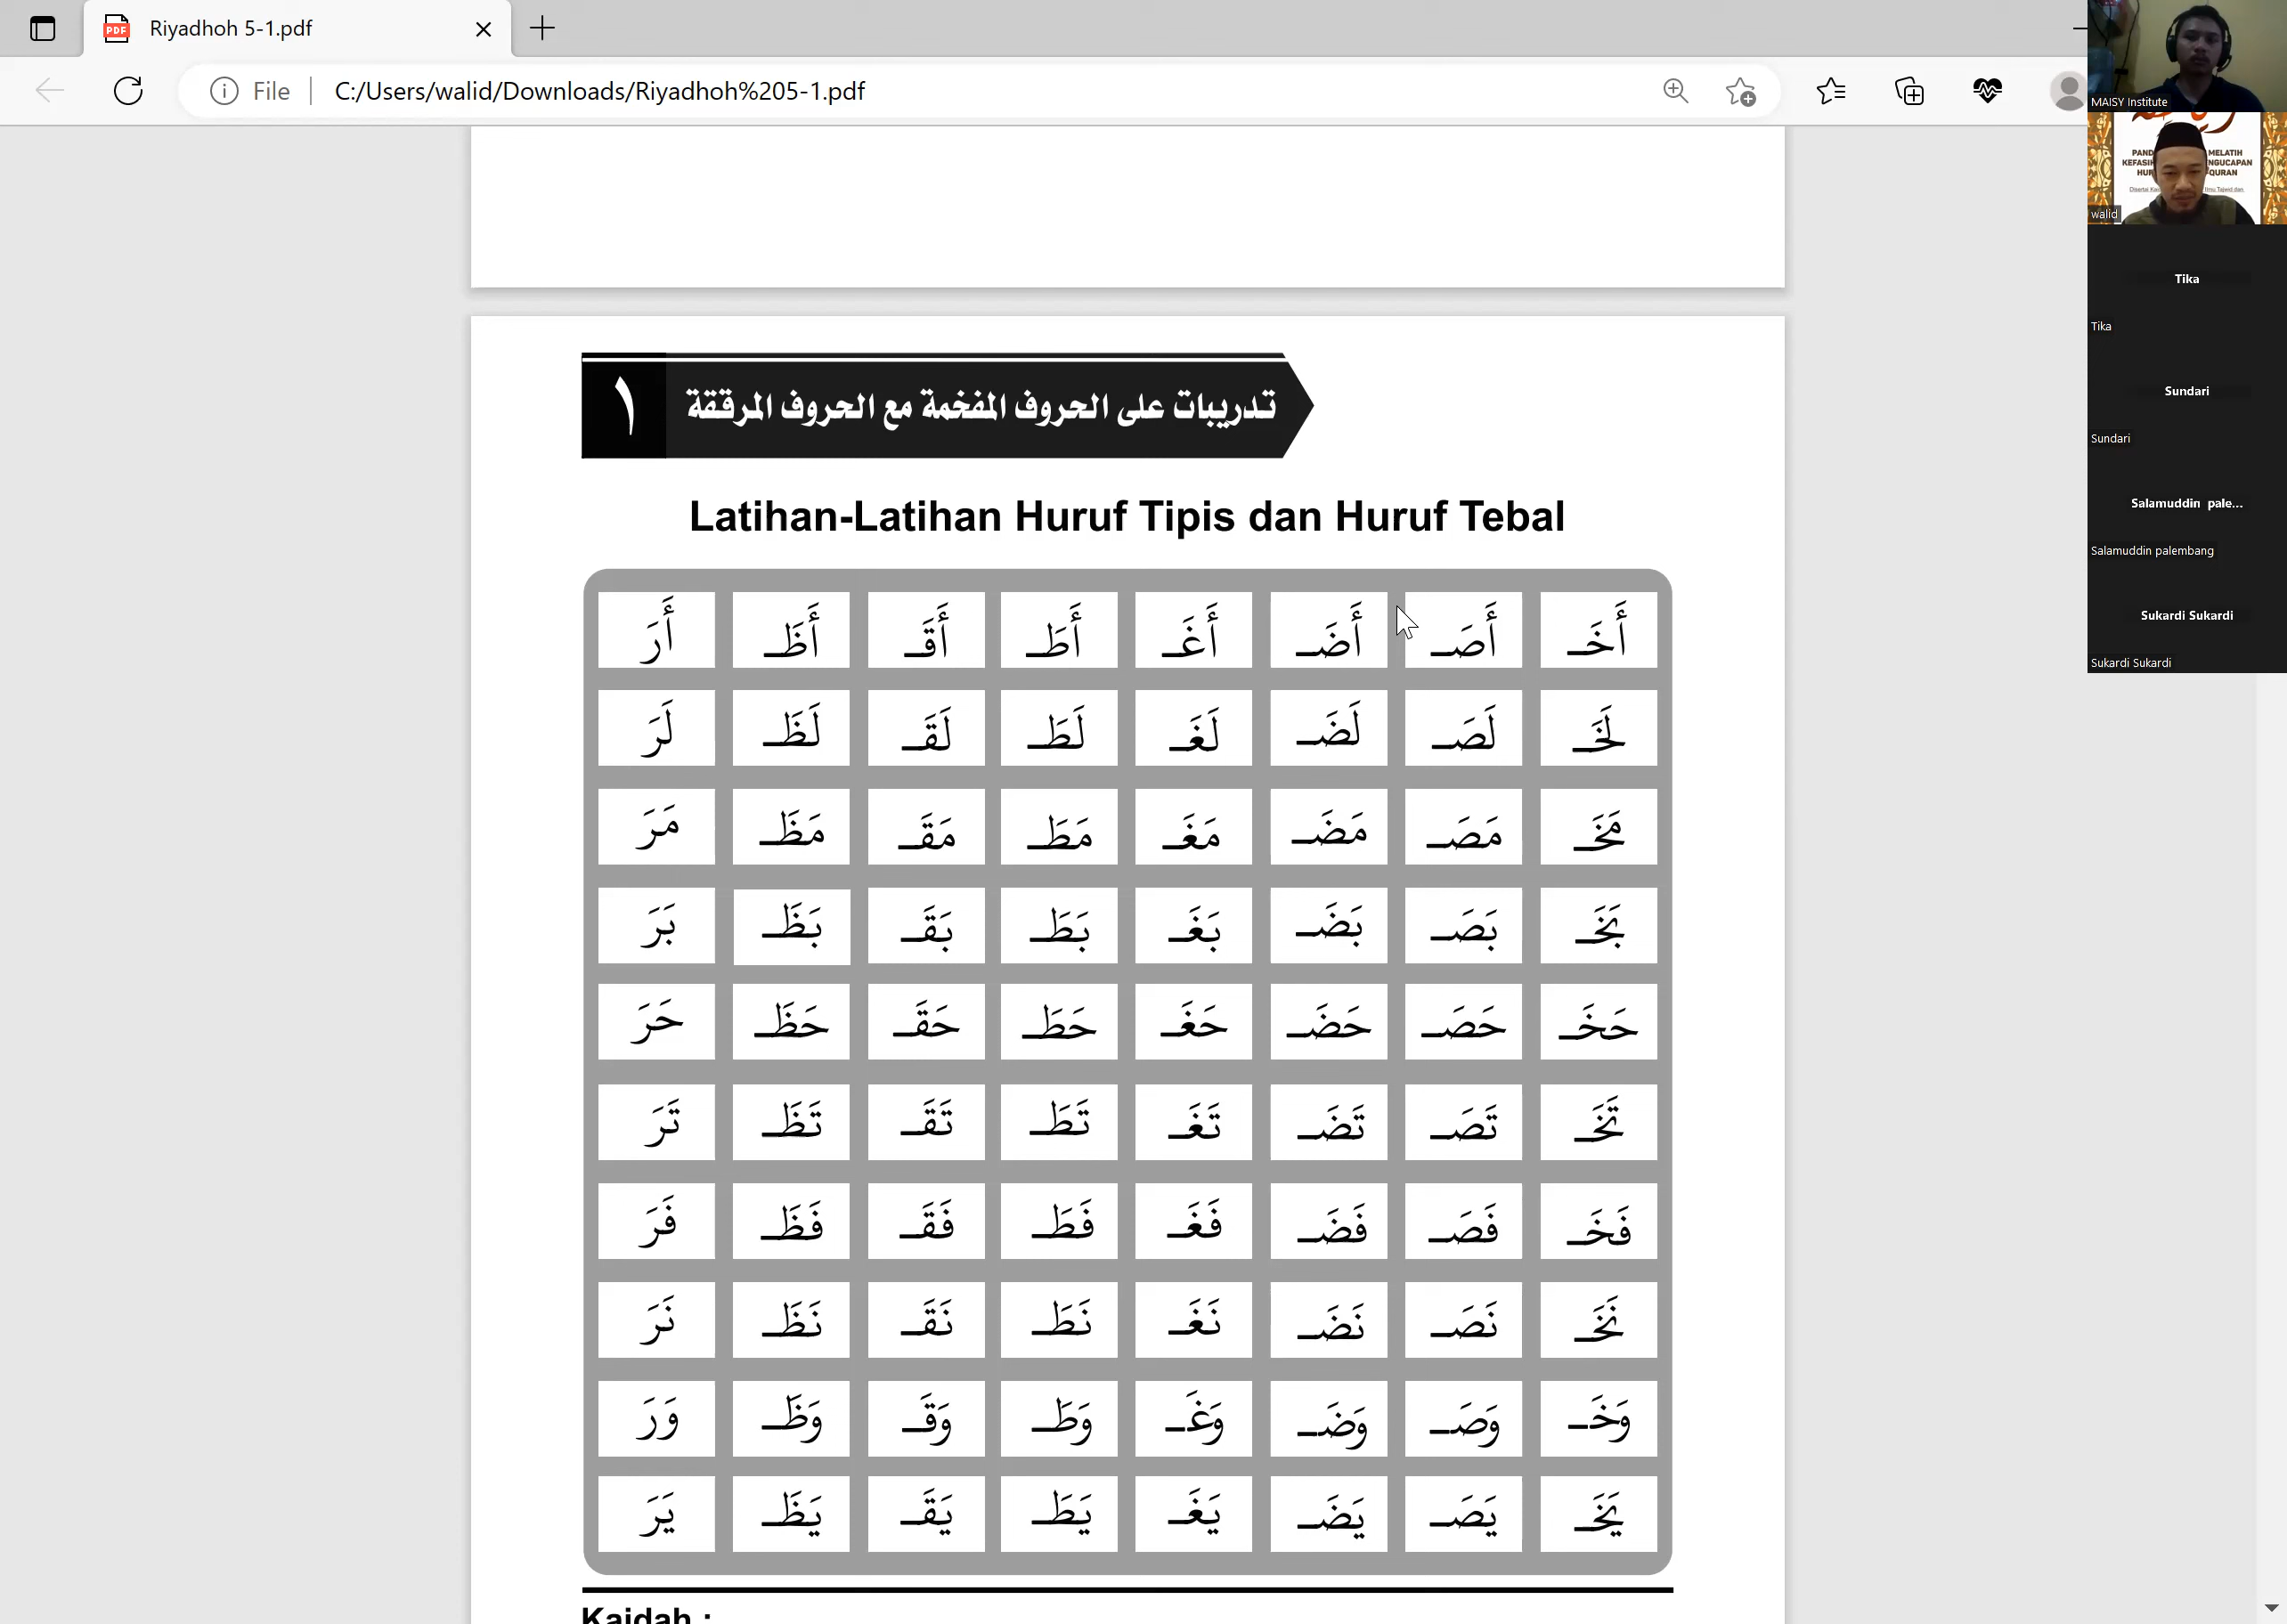 Riyadhoh 5-1.pdf
File C:/Users/walid/Downloads/Riyadhoh%205-1.pdf
١ تدريبات على الحروف المفخمة مع الحروف المرققة
Latihan-Latihan Huruf Tipis dan Huruf Tebal
أَخَـ أَصَـ أَضَـ أَغَـ أَطَـ أَقَـ أَظَـ أَرَ
لَخَـ لَصَـ لَضَـ لَغَـ لَطَـ لَقَـ لَظَـ لَرَ
مَخَـ مَصَـ مَضَـ مَغَـ مَطَـ مَقَـ مَظَـ مَرَ
بَخَـ بَصَـ بَضَـ بَغَـ بَطَـ بَقَـ بَظَـ بَرَ
حَخَـ حَصَـ حَضَـ حَغَـ حَطَـ حَقَـ حَظَـ حَرَ
تَخَـ تَصَـ تَضَـ تَغَـ تَطَـ تَقَـ تَظَـ تَرَ
فَخَـ فَصَـ فَضَـ فَغَـ فَطَـ فَقَـ فَظَـ فَرَ
نَخَـ نَصَـ نَضَـ نَغَـ نَطَـ نَقَـ نَظَـ نَرَ
وَخَـ وَصَـ وَضَـ وَغَـ وَطَـ وَقَـ وَظَـ وَرَ
يَخَـ يَصَـ يَضَـ يَغَـ يَطَـ يَقَـ يَظَـ يَرَ
Kaidah :
MAISY Institute
MELATIH
QURAN
walid
Tika
Tika
Sundari
Sundari
Salamuddin pale...
Salamuddin palembang
Sukardi Sukardi
Sukardi Sukardi